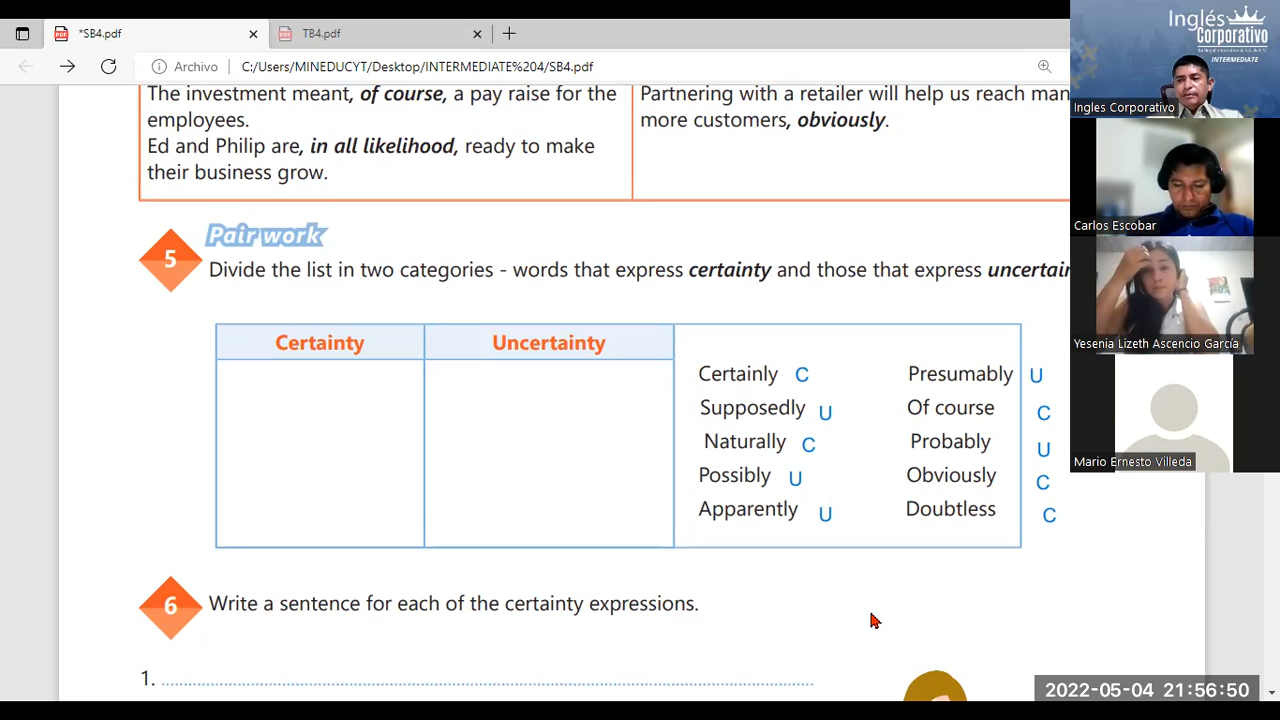 *SB4.pdf
TB4.pdf
Archivo
C:/Users/MINEDUCYT/Desktop/INTERMEDIATE%204/SB4.pdf
Inglés
Corporativo
INTERMEDIATE
Ingles Corporativo
Carlos Escobar
Yesenia Lizeth Ascencio García
Mario Ernesto Villeda
The investment meant, of course, a pay raise for the
employees.
Ed and Philip are, in all likelihood, ready to make
their business grow.
Partnering with a retailer will help us reach man
more customers, obviously.
5
Pair work
Divide the list in two categories - words that express certainty and those that express uncertain
Certainty
Uncertainty
Certainly C
Presumably U
Supposedly U
Of course C
Naturally C
Probably U
Possibly U
Obviously C
Apparently U
Doubtless C
6
Write a sentence for each of the certainty expressions.
1.
2022-05-04 21:56:50